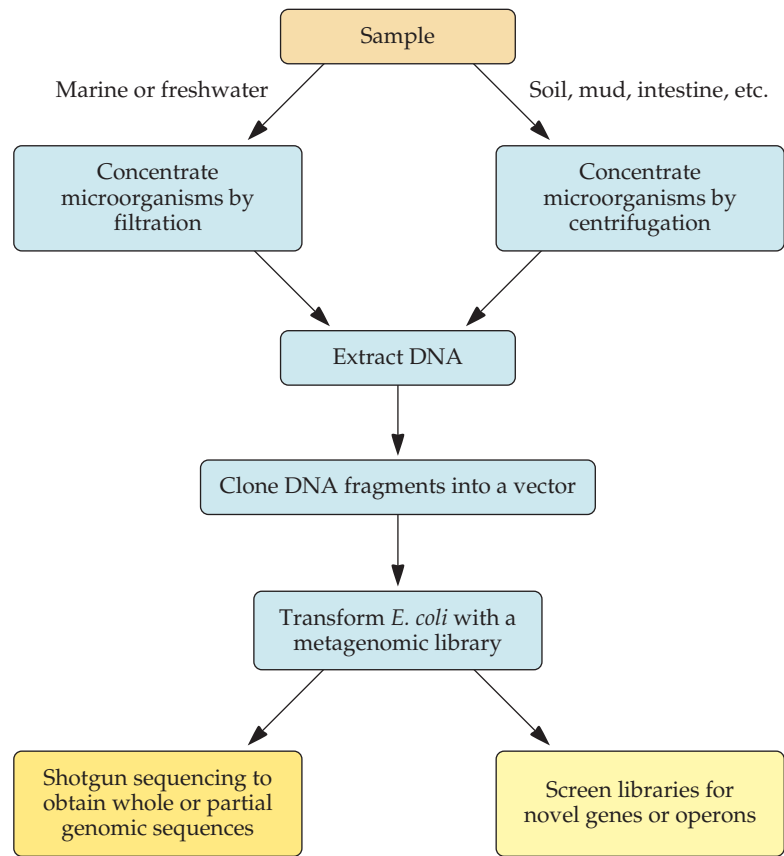 Sample
Marine or freshwater
Soil, mud, intestine, etc.
Concentrate
microorganisms by
filtration
Concentrate
microorganisms by
centrifugation
Extract DNA
Clone DNA fragments into a vector
Transform E. coli with a
metagenomic library
Shotgun sequencing to
obtain whole or partial
genomic sequences
Screen libraries for
novel genes or operons